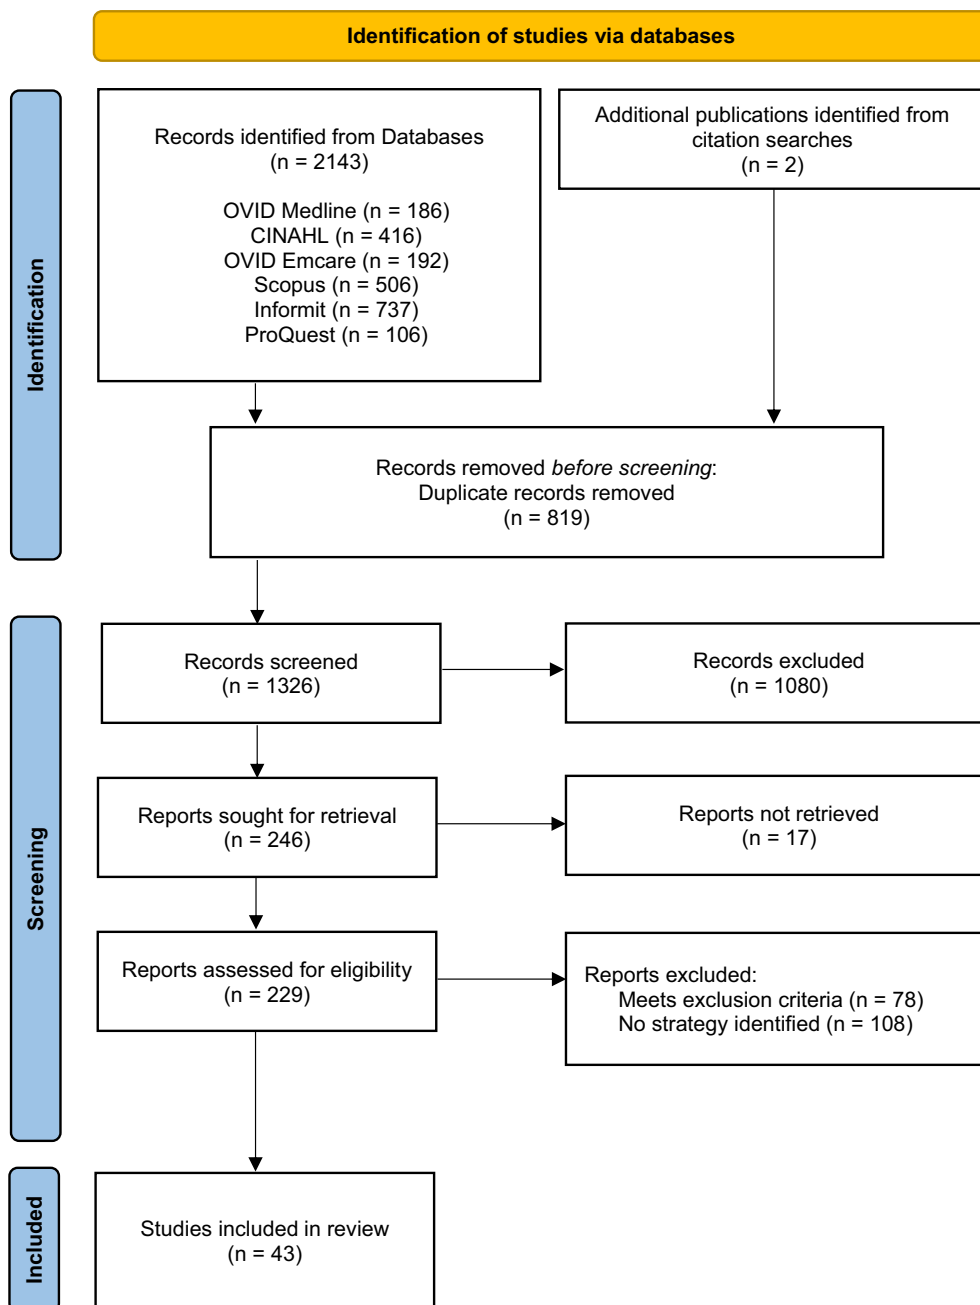 Identification of studies via databases
Identification
Records identified from Databases
(n = 2143)
OVID Medline (n = 186)
CINAHL (n = 416)
OVID Emcare (n = 192)
Scopus (n = 506)
Informit (n = 737)
ProQuest (n = 106)
Additional publications identified from
citation searches
(n = 2)
Records removed before screening:
Duplicate records removed
(n = 819)
Screening
Records screened
(n = 1326)
Records excluded
(n = 1080)
Reports sought for retrieval
(n = 246)
Reports not retrieved
(n = 17)
Reports assessed for eligibility
(n = 229)
Reports excluded:
Meets exclusion criteria (n = 78)
No strategy identified (n = 108)
Included
Studies included in review
(n = 43)